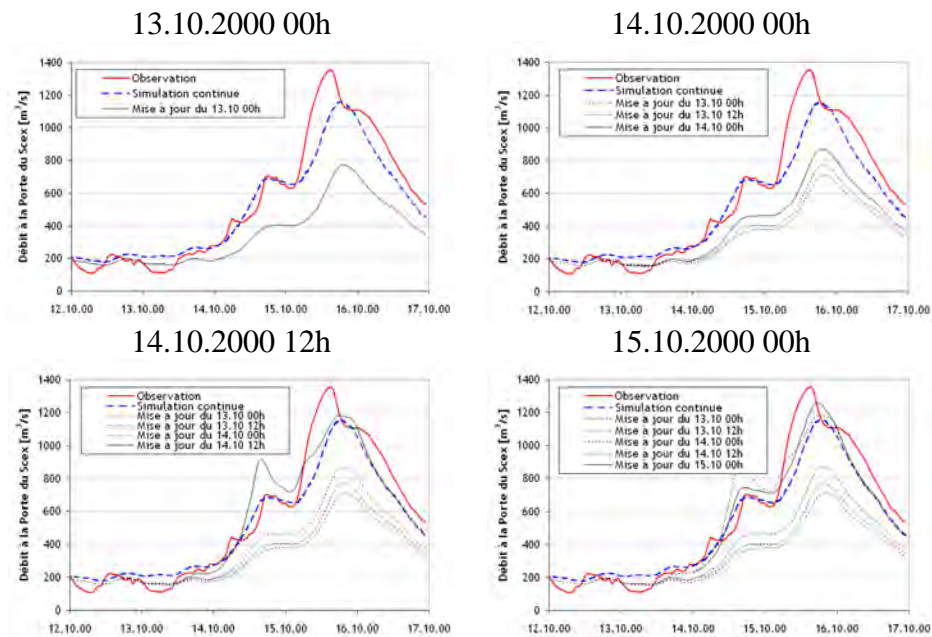 13.10.2000 00h
14.10.2000 00h
Débit à la Porte du Scex [m³/s]
1400
1200
1000
800
600
400
200
0
Observation
Simulation continue
Mise à jour du 13.10 00h
12.10.00 13.10.00 14.10.00 15.10.00 16.10.00 17.10.00
Débit à la Porte du Scex [m³/s]
1400
1200
1000
800
600
400
200
0
Observation
Simulation continue
Mise à jour du 13.10 00h
Mise à jour du 13.10 12h
Mise à jour du 14.10 00h
12.10.00 13.10.00 14.10.00 15.10.00 16.10.00 17.10.00
14.10.2000 12h
15.10.2000 00h
Débit à la Porte du Scex [m³/s]
1400
1200
1000
800
600
400
200
0
Observation
Simulation continue
Mise à jour du 13.10 00h
Mise à jour du 13.10 12h
Mise à jour du 14.10 00h
Mise à jour du 14.10 12h
12.10.00 13.10.00 14.10.00 15.10.00 16.10.00 17.10.00
Débit à la Porte du Scex [m³/s]
1400
1200
1000
800
600
400
200
0
Observation
Simulation continue
Mise à jour du 13.10 00h
Mise à jour du 13.10 12h
Mise à jour du 14.10 00h
Mise à jour du 14.10 12h
Mise à jour du 15.10 00h
12.10.00 13.10.00 14.10.00 15.10.00 16.10.00 17.10.00